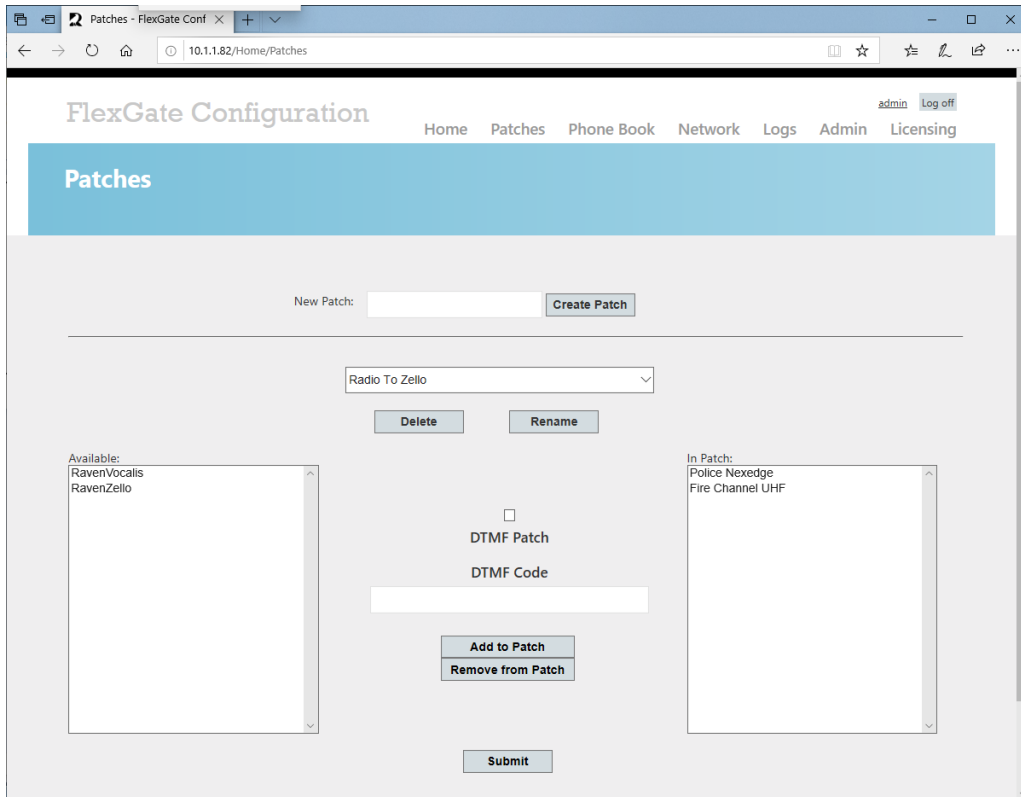 Patches - FlexGate Conf
10.1.1.82/Home/Patches
admin Log off
FlexGate Configuration
Home Patches Phone Book Network Logs Admin Licensing
Patches
New Patch: Create Patch
Radio To Zello
Delete Rename
Available: In Patch:
RavenVocalis
RavenZello
Police Nexedge
Fire Channel UHF
DTMF Patch
DTMF Code
Add to Patch
Remove from Patch
Submit